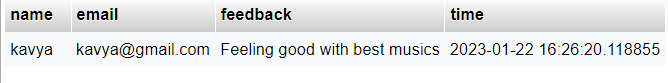 name email feedback time
kavya kavya@gmail.com Feeling good with best musics 2023-01-22 16:26:20.118855